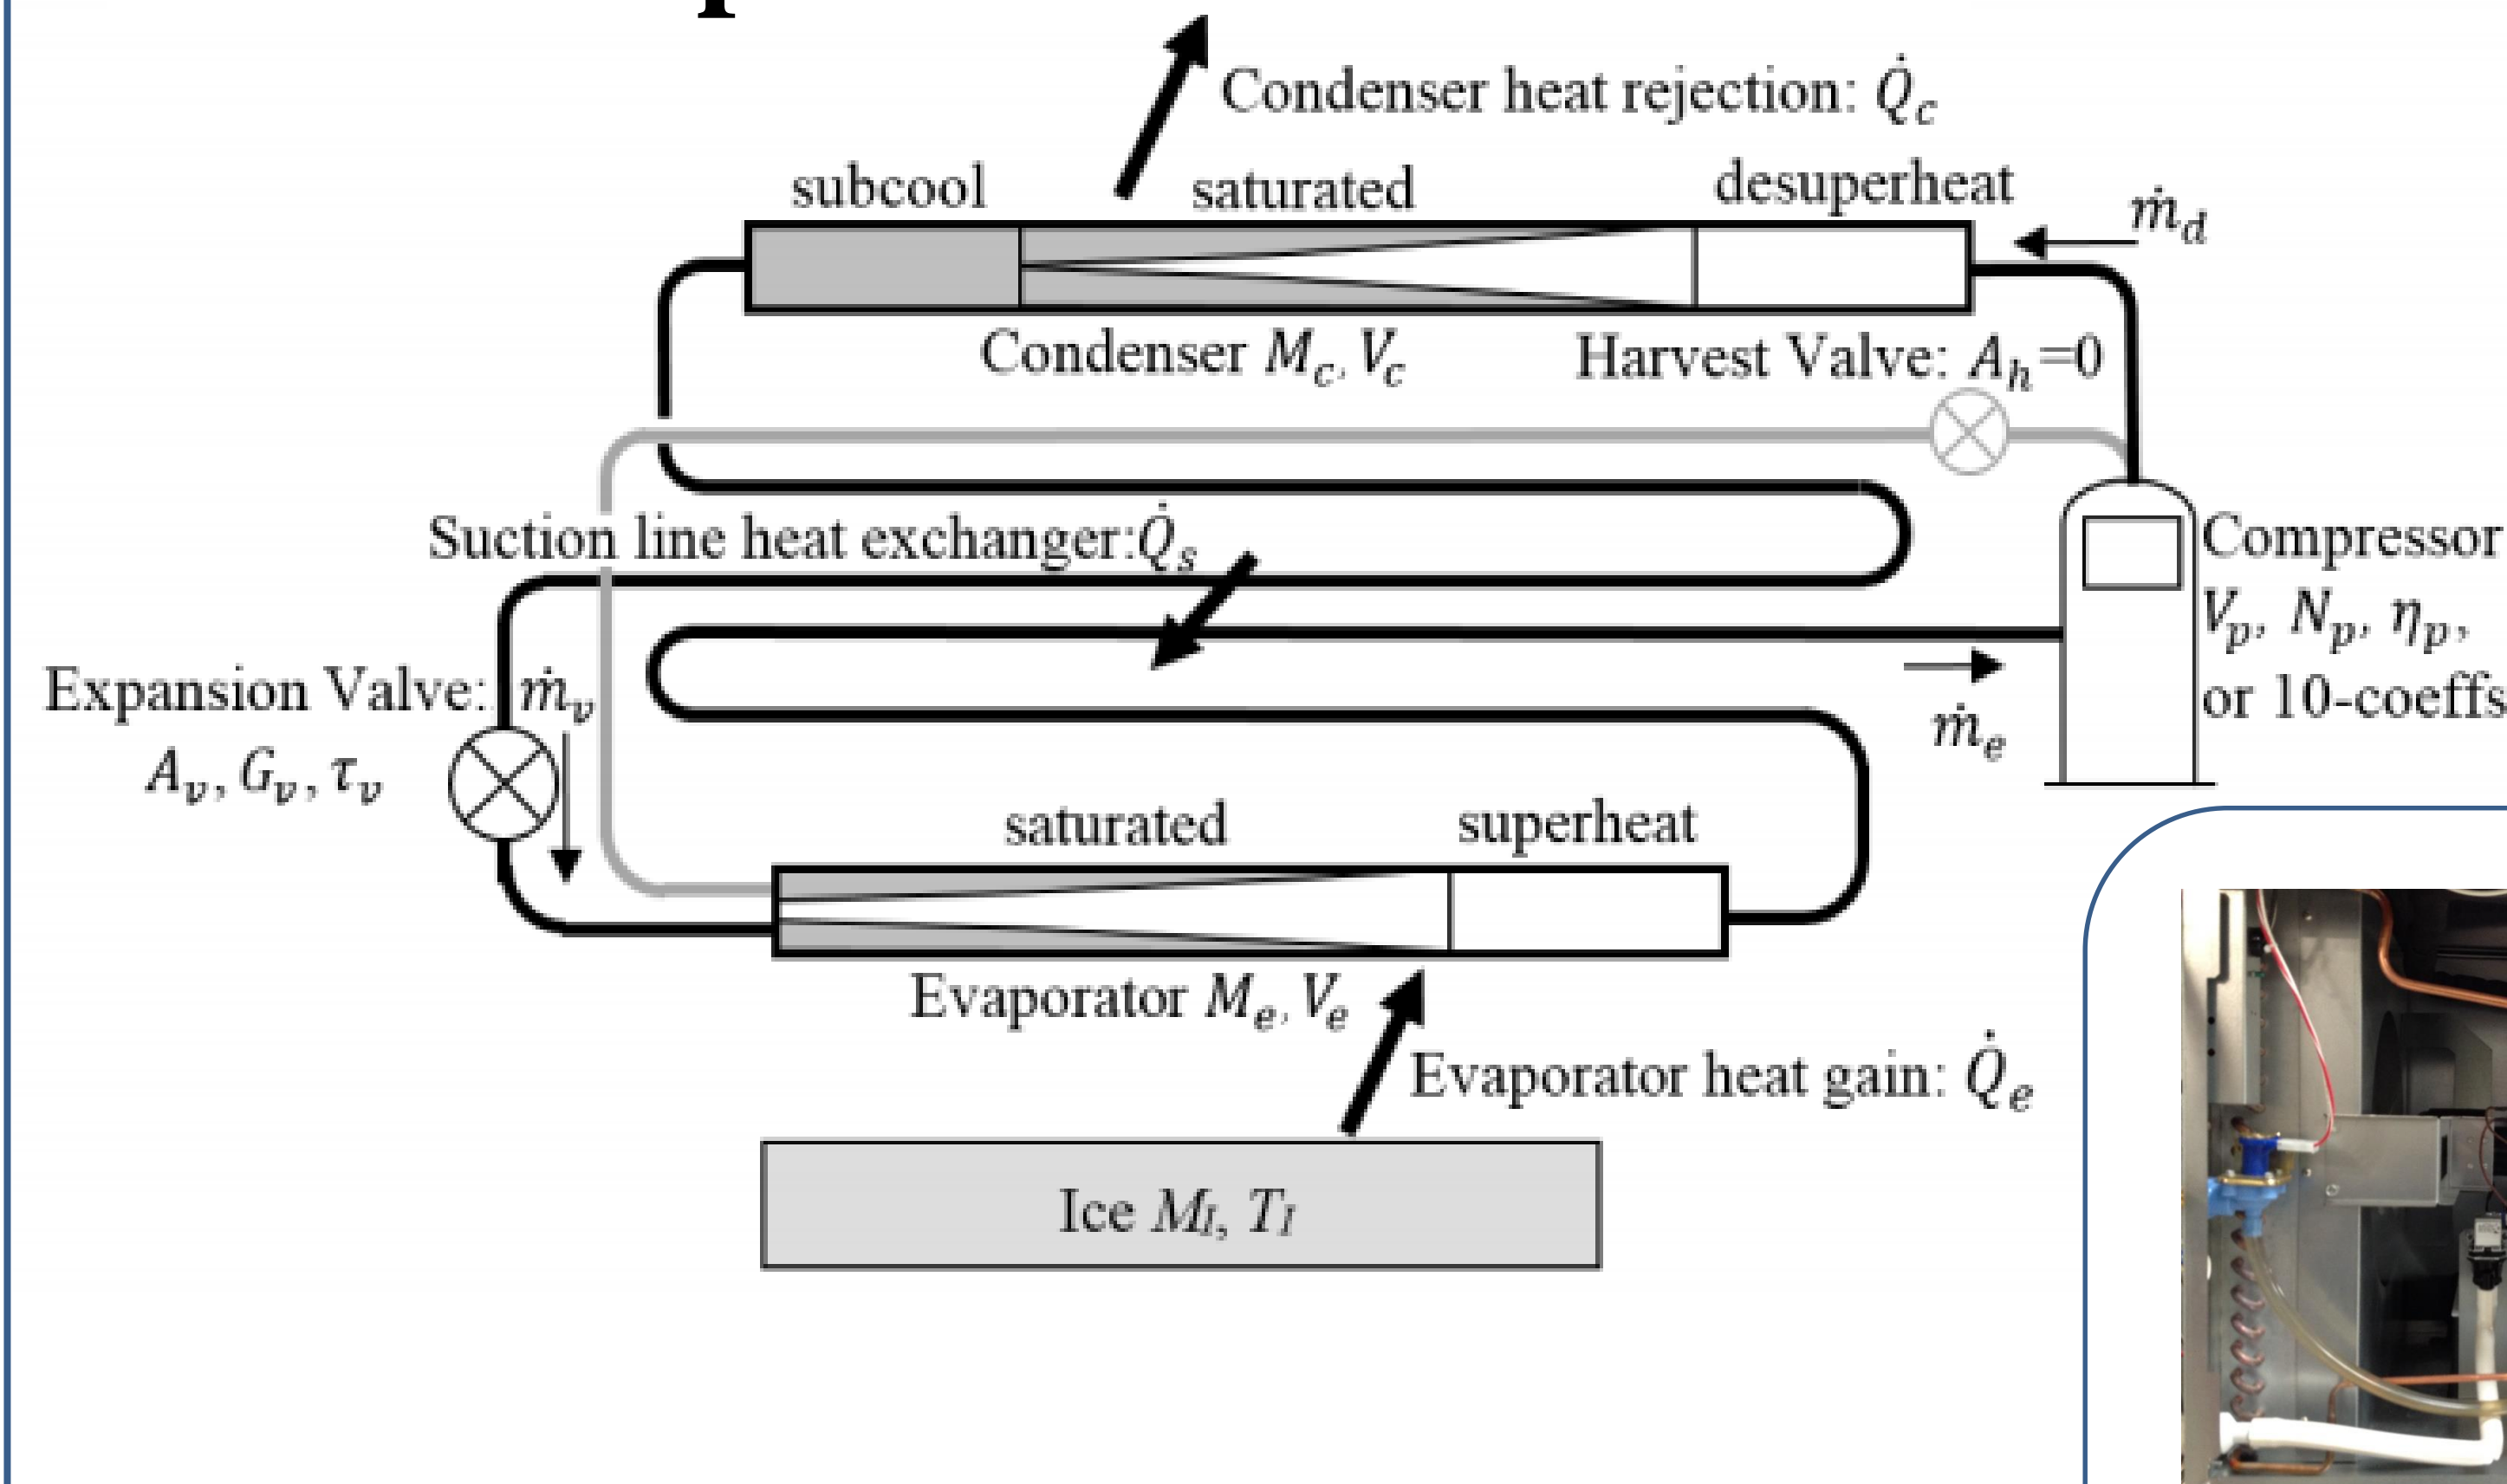 Condenser heat rejection: Q̇c
subcool saturated desuperheat
ṁd
Condenser Mc, Vc Harvest Valve: Ah=0
Suction line heat exchanger:Q̇s
Compressor
Vp, Np, ηp,
or 10-coeffs
Expansion Valve: ṁv
Av, Gv, τv
ṁe
saturated superheat
Evaporator Me, Ve
Evaporator heat gain: Q̇e
Ice MI, TI